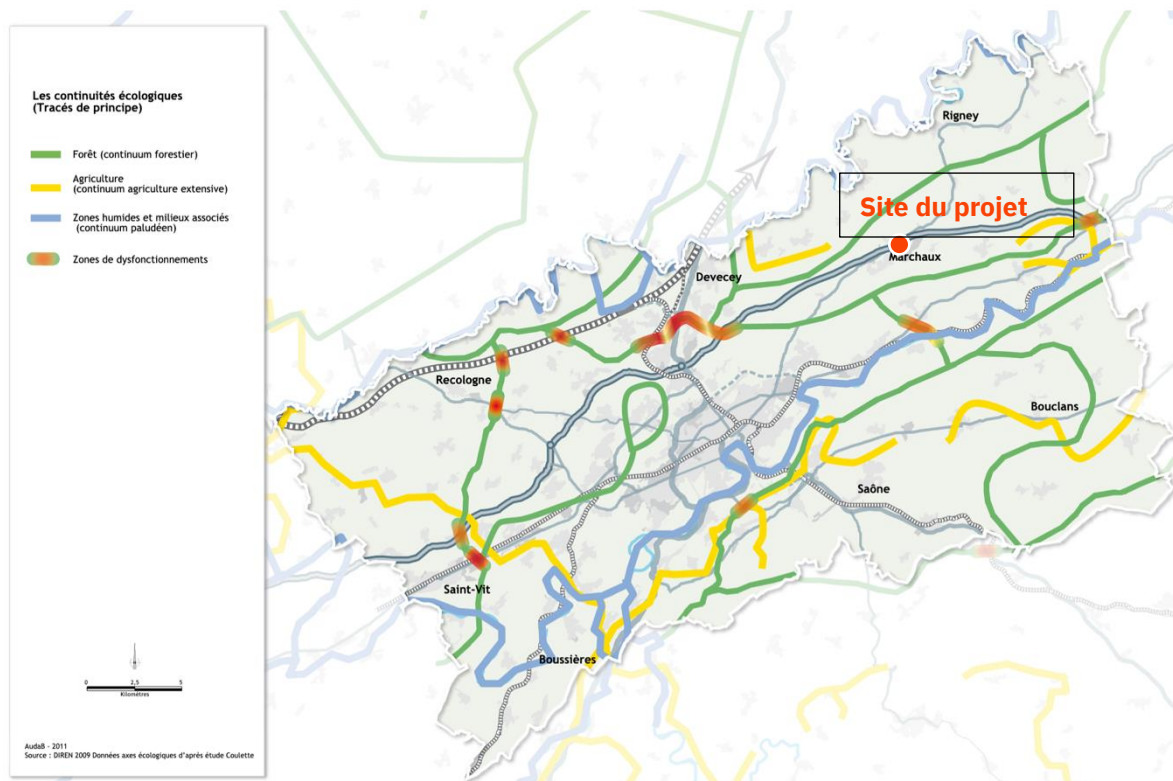 Les continuités écologiques
(Tracés de principe)
Forêt (continuum forestier)
Agriculture
(continuum agriculture extensive)
Zones humides et milieux associés
(continuum paludéen)
Zones de dysfonctionnements
0 2,5 5
Kilomètres
AudaB - 2011
Source : DIREN 2009 Données axes écologiques d'aprés étude Coulette
Rigney
Site du projet
Marchaux
Devecey
Recologne
Bouclans
Saône
Saint-Vit
Boussières